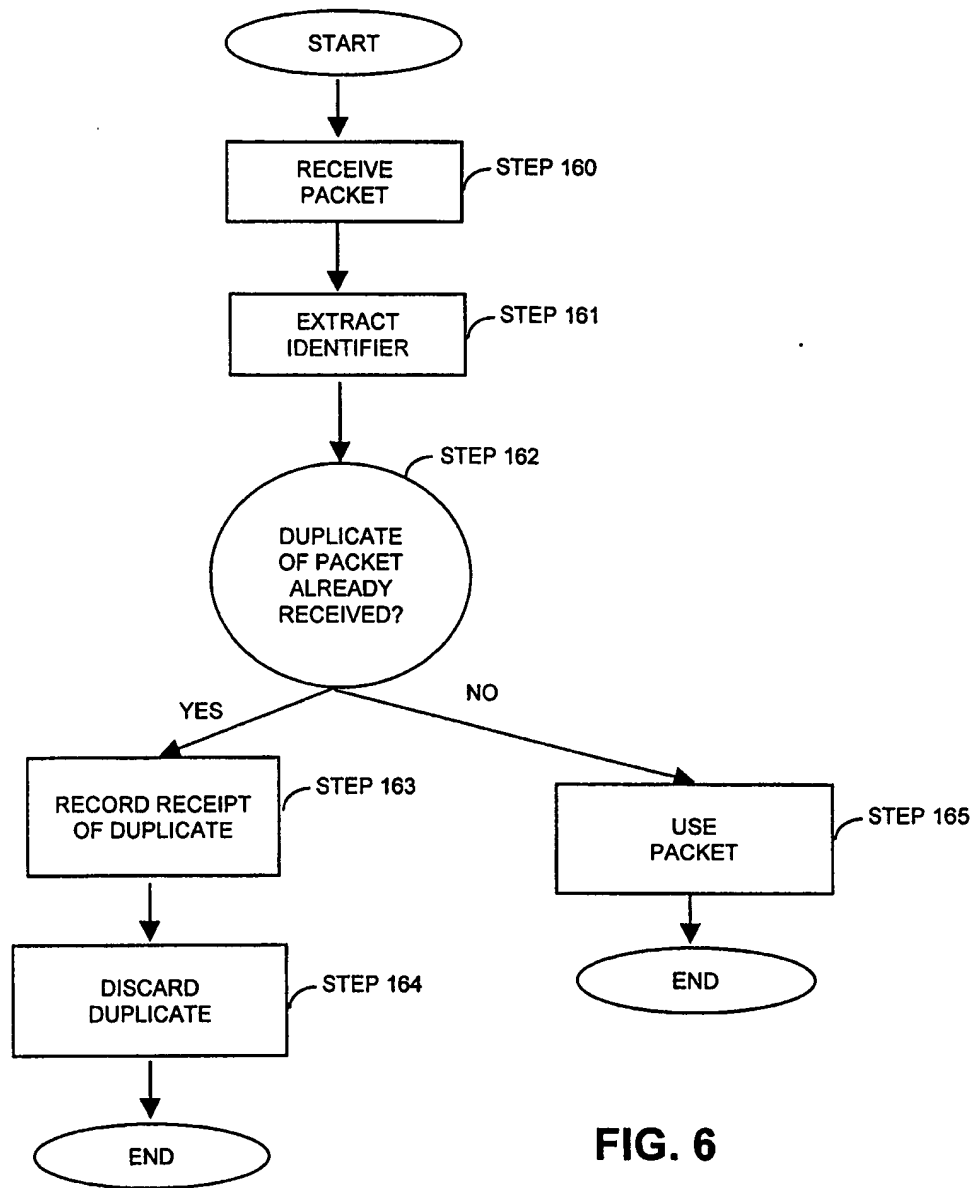 START
RECEIVE
PACKET
STEP 160
EXTRACT
IDENTIFIER
STEP 161
STEP 162
DUPLICATE
OF PACKET
ALREADY
RECEIVED?
YES
NO
RECORD RECEIPT
OF DUPLICATE
STEP 163
USE
PACKET
STEP 165
DISCARD
DUPLICATE
STEP 164
END
END
FIG. 6